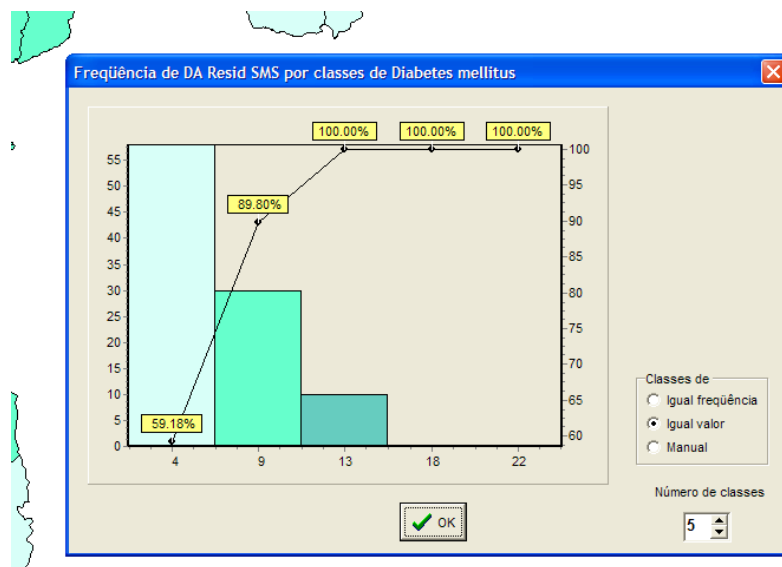 Freqüência de DA Resid SMS por classes de Diabetes mellitus
100.00% 100.00% 100.00%
89.80%
59.18%
55
50
45
40
35
30
25
20
15
10
5
0
100
95
90
85
80
75
70
65
60
4 9 13 18 22
Classes de
Igual freqüência
Igual valor
Manual
Número de classes
5
OK